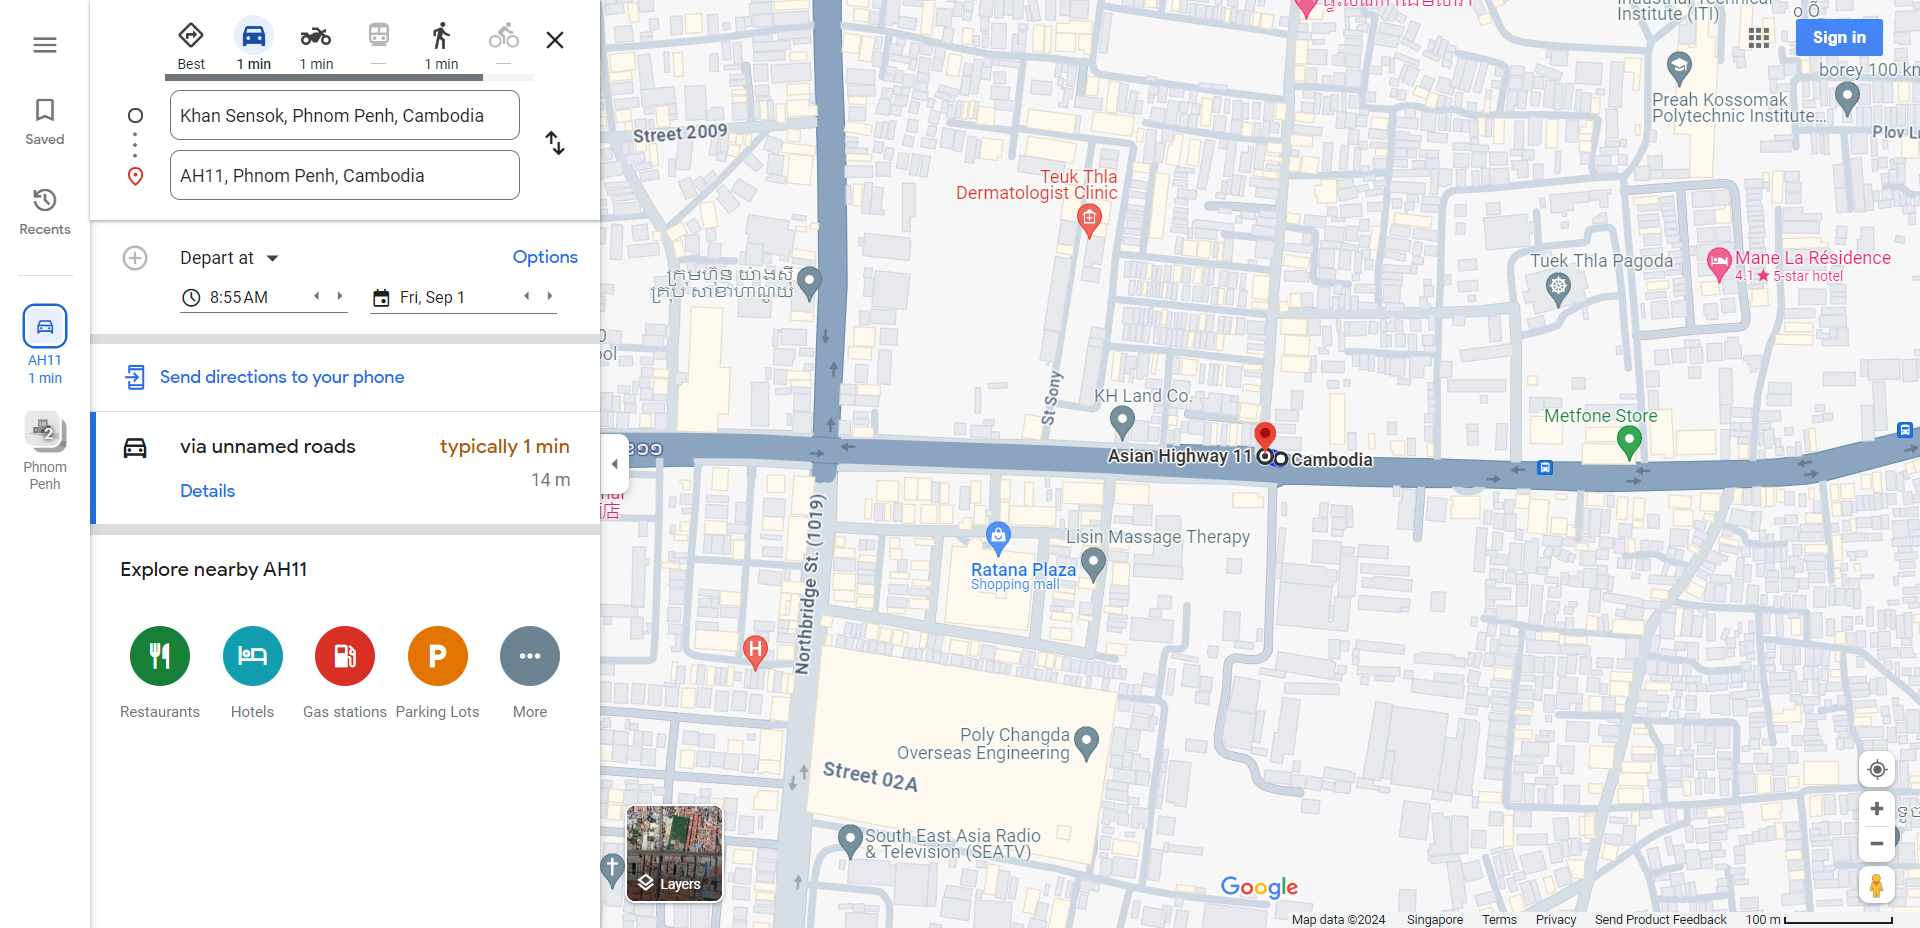 Best
1 min
1 min
—
1 min
—
Khan Sensok, Phnom Penh, Cambodia
AH11, Phnom Penh, Cambodia
Saved
Recents
AH11
1 min
2
Phnom
Penh
Depart at
Options
8:55 AM
Fri, Sep 1
Send directions to your phone
via unnamed roads
typically 1 min
14 m
Details
Explore nearby AH11
Restaurants
Hotels
Gas stations
P
Parking Lots
More
Institute (ITI)
Sign in
borey 100 kn
Preah Kossomak
Polytechnic Institute...
Plov Lu
Street 2009
Teuk Thla
Dermatologist Clinic
Tuek Thla Pagoda
Mane La Résidence
4.1★ 5-star hotel
ក្រុមហ៊ុន យ៉ាងស៊ី
គ្រុប សាខាហាណូយ
ool
St Sony
KH Land Co.
Metfone Store
Asian Highway 11
Cambodia
店
Northbridge St. (1019)
Lisin Massage Therapy
Ratana Plaza
Shopping mall
H
Poly Changda
Overseas Engineering
Street 02A
South East Asia Radio
& Television (SEATV)
Layers
Google
Map data ©2024
Singapore
Terms
Privacy
Send Product Feedback
100 m